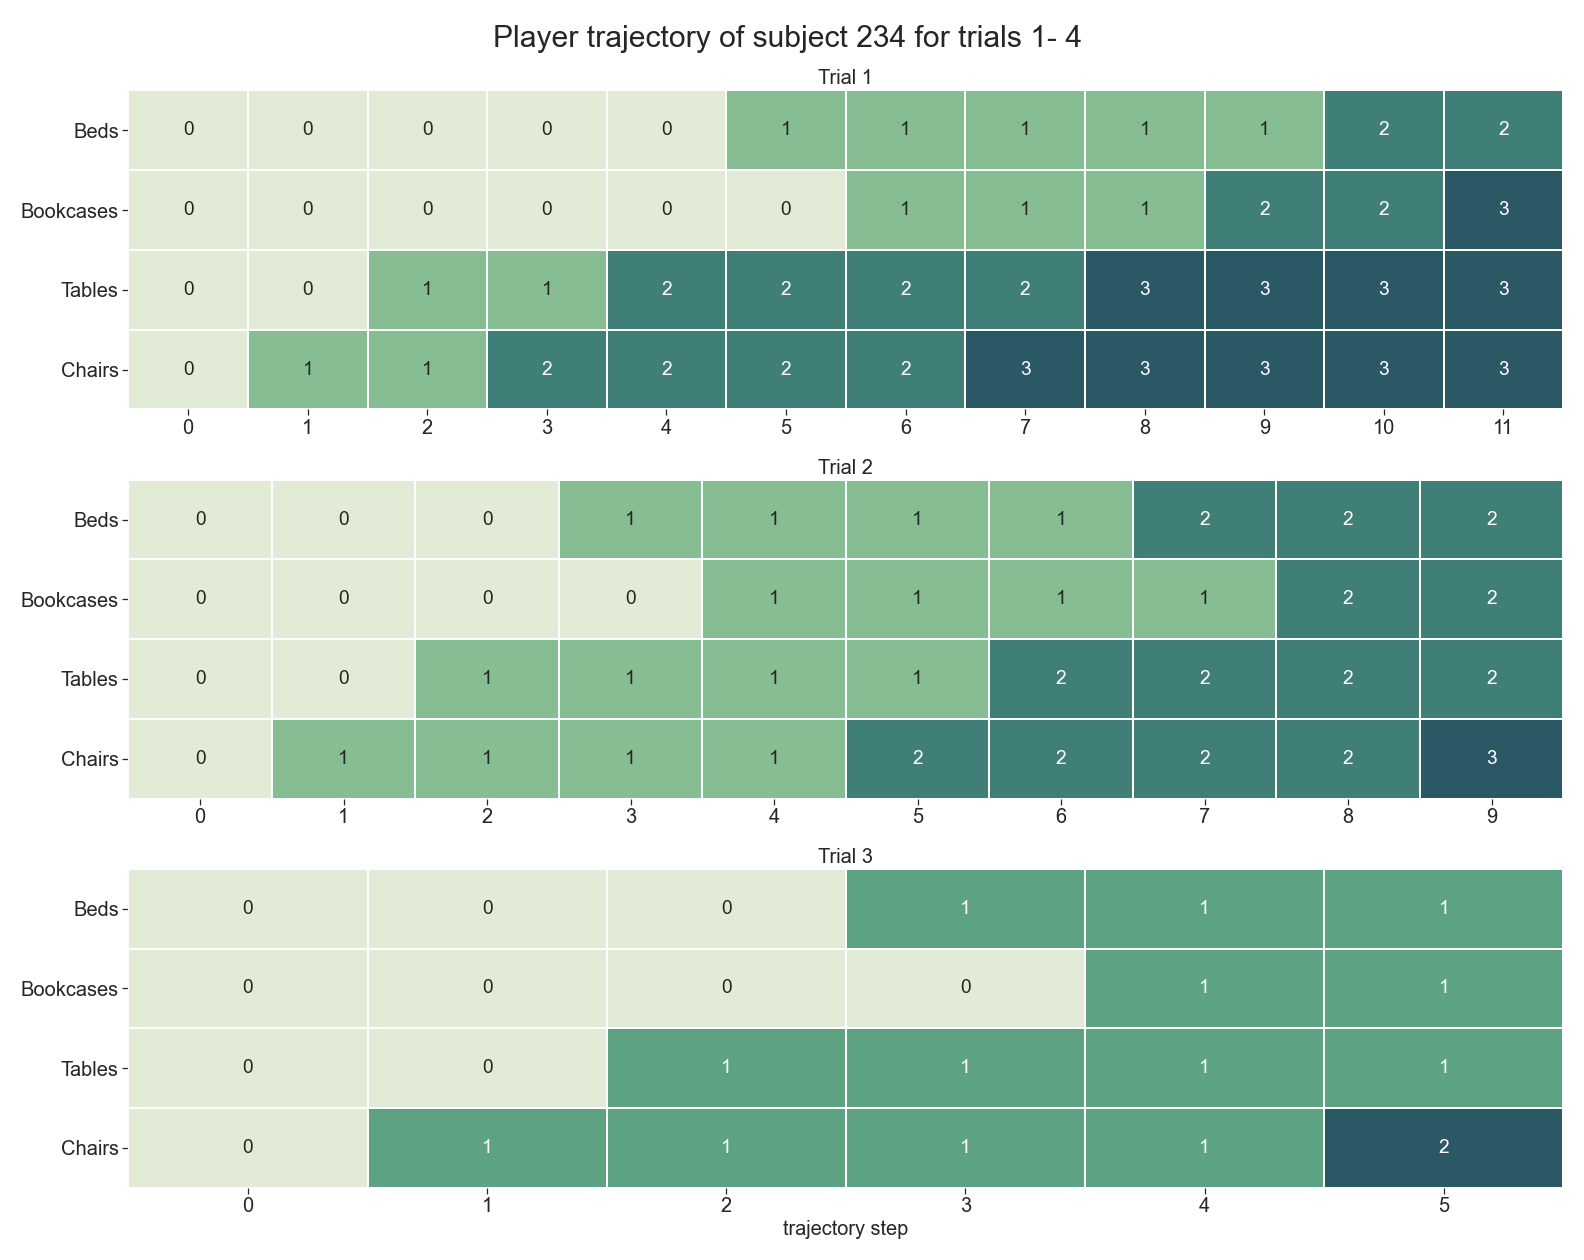 Player trajectory of subject 234 for trials 1- 4
Trial 1
Beds 0 0 0 0 0 1 1 1 1 1 2 2
Bookcases 0 0 0 0 0 0 1 1 1 2 2 3
Tables 0 0 1 1 2 2 2 2 3 3 3 3
Chairs 0 1 1 2 2 2 2 3 3 3 3 3
0 1 2 3 4 5 6 7 8 9 10 11
Trial 2
Beds 0 0 0 1 1 1 1 2 2 2
Bookcases 0 0 0 0 1 1 1 1 2 2
Tables 0 0 1 1 1 1 2 2 2 2
Chairs 0 1 1 1 1 2 2 2 2 3
0 1 2 3 4 5 6 7 8 9
Trial 3
Beds 0 0 0 1 1 1
Bookcases 0 0 0 0 1 1
Tables 0 0 1 1 1 1
Chairs 0 1 1 1 1 2
0 1 2 3 4 5
trajectory step